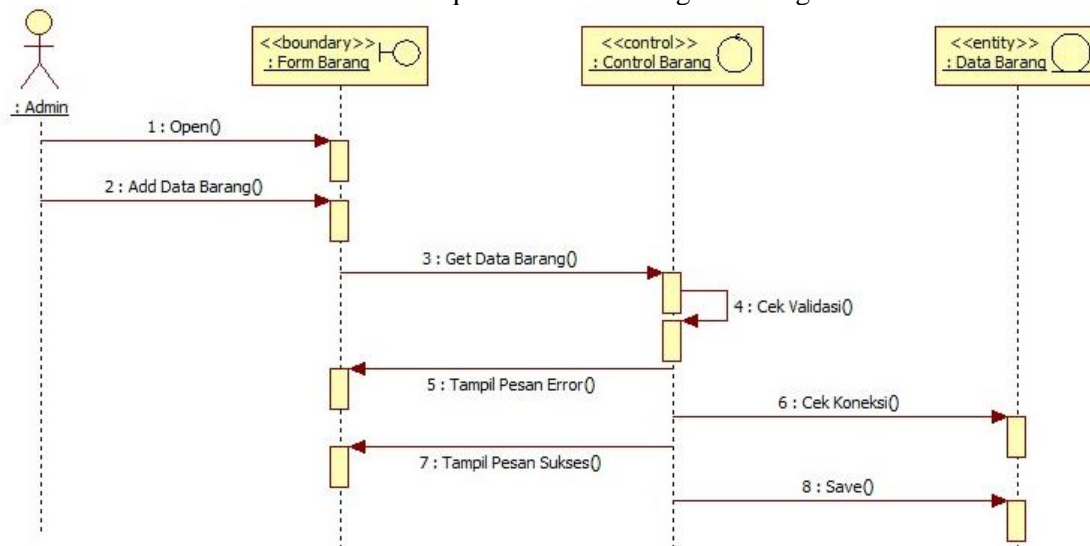 <<boundary>>
: Form Barang
<<control>>
: Control Barang
<<entity>>
: Data Barang
: Admin
1 : Open()
2 : Add Data Barang()
3 : Get Data Barang()
4 : Cek Validasi()
5 : Tampil Pesan Error()
6 : Cek Koneksi()
7 : Tampil Pesan Sukses()
8 : Save()